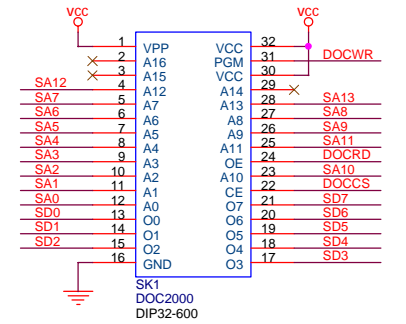 VCC VCC
1 VPP VCC 32
2 A16 PGM 31 DOCWR
3 A15 VCC 30
SA12 4 A12 A14 29
SA7 5 A7 A13 28 SA13
SA6 6 A6 A8 27 SA8
SA5 7 A5 A9 26 SA9
SA4 8 A4 A11 25 SA11
SA3 9 A3 OE 24 DOCRD
SA2 10 A2 A10 23 SA10
SA1 11 A1 CE 22 DOCCS
SA0 12 A0 O7 21 SD7
SD0 13 O0 O6 20 SD6
SD1 14 O1 O5 19 SD5
SD2 15 O2 O4 18 SD4
16 GND O3 17 SD3
SK1
DOC2000
DIP32-600